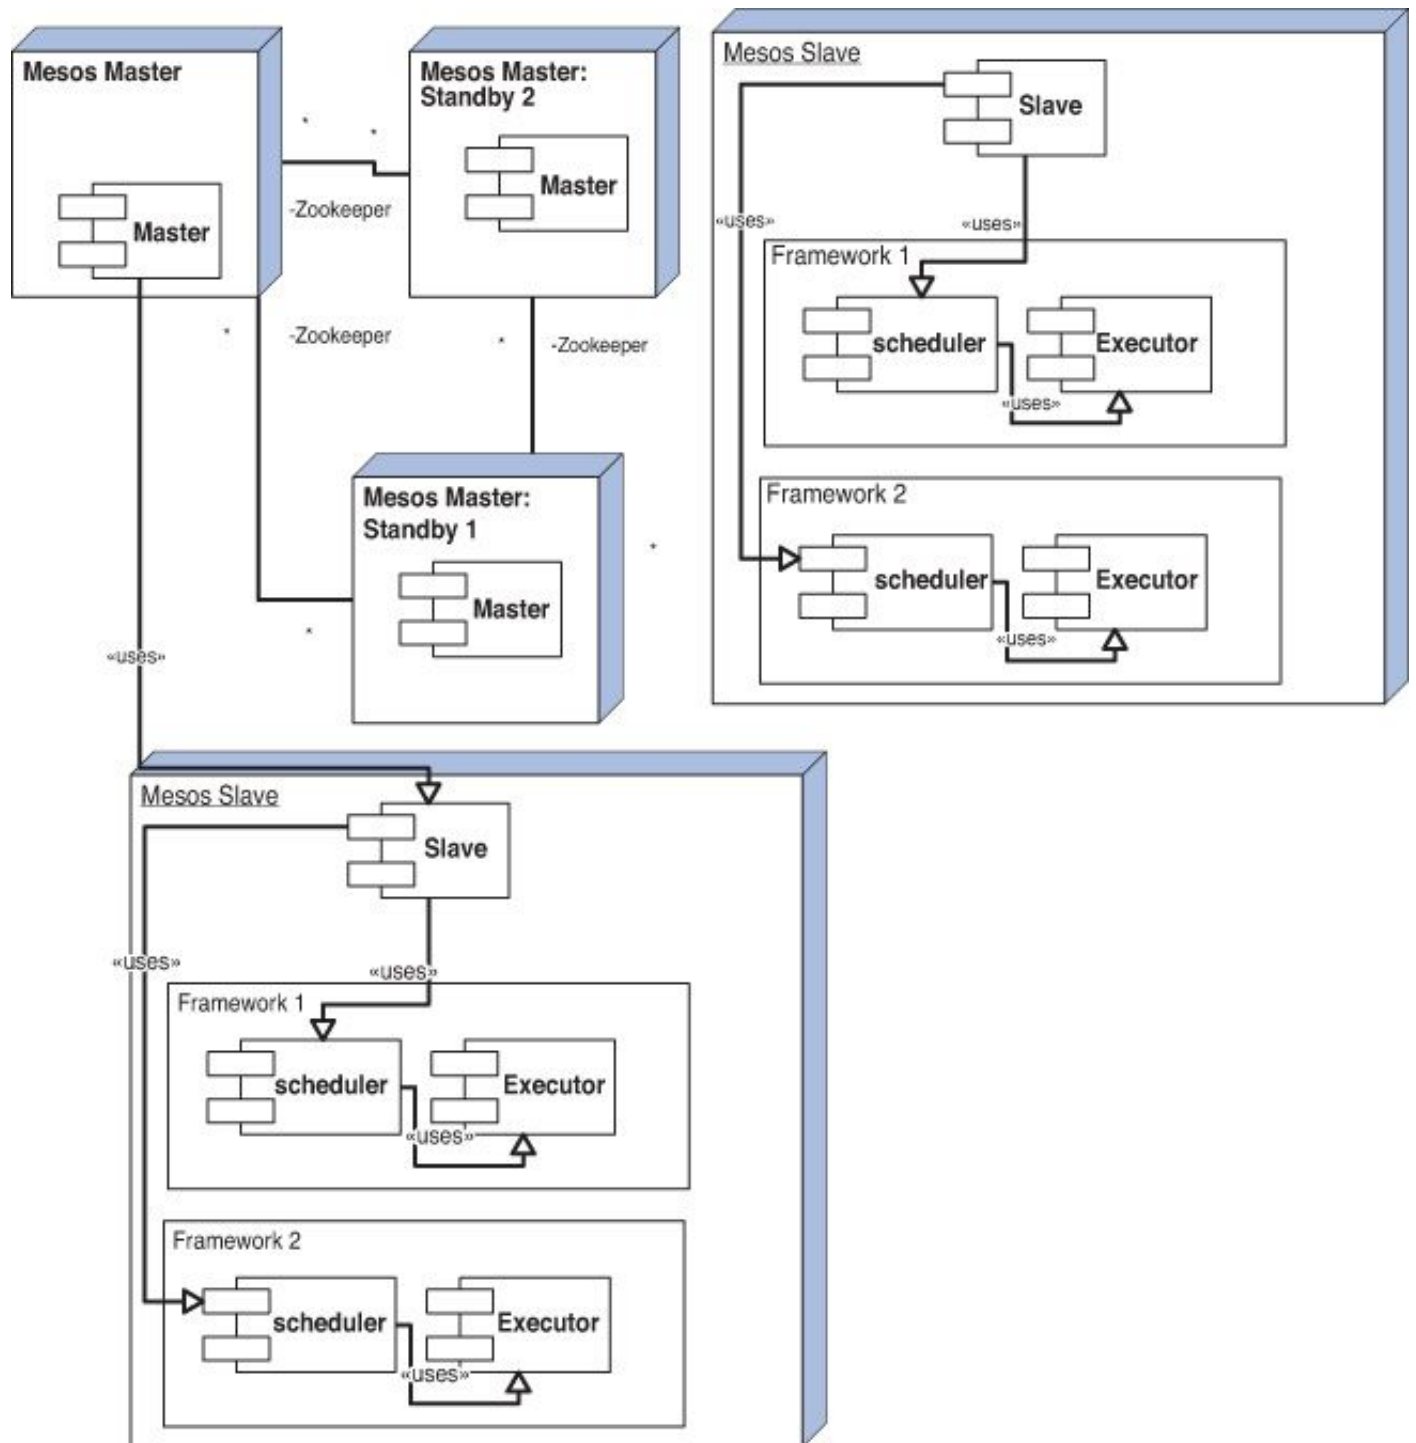 Mesos Master
Master
Mesos Master:
Standby 2
Master
*
*
-Zookeeper
*
-Zookeeper
*
-Zookeeper
Mesos Master:
Standby 1
Master
*
*
«uses»
Mesos Slave
Slave
«uses»
«uses»
Framework 1
scheduler
Executor
«uses»
Framework 2
scheduler
Executor
«uses»
Mesos Slave
Slave
«uses»
«uses»
Framework 1
scheduler
Executor
«uses»
Framework 2
scheduler
Executor
«uses»